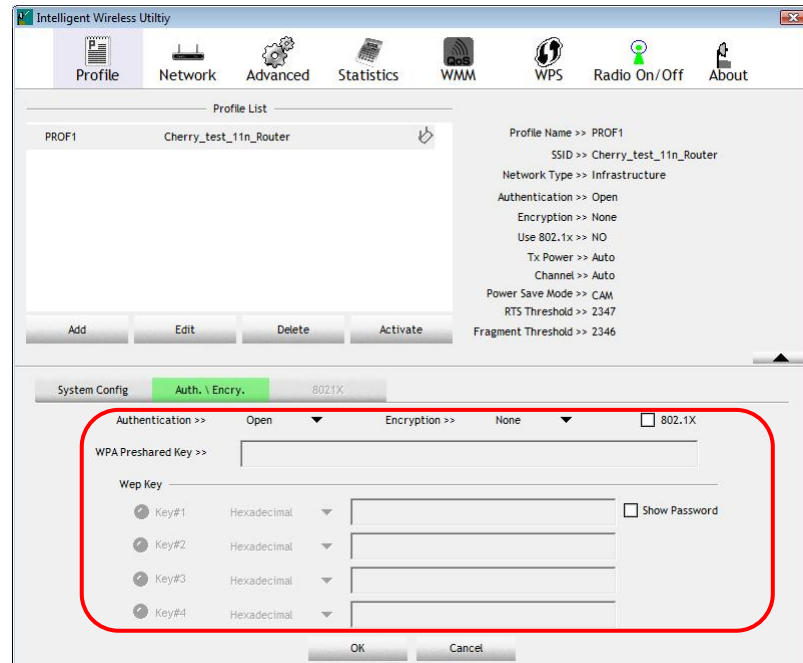 Intelligent Wireless Utiltiy
Profile
Network
Advanced
Statistics
QoS
WMM
WPS
Radio On/Off
About
Profile List
PROF1 Cherry_test_11n_Router
Profile Name >> PROF1
SSID >> Cherry_test_11n_Router
Network Type >> Infrastructure
Authentication >> Open
Encryption >> None
Use 802.1x >> NO
Tx Power >> Auto
Channel >> Auto
Power Save Mode >> CAM
RTS Threshold >> 2347
Fragment Threshold >> 2346
Add
Edit
Delete
Activate
System Config
Auth. \ Encry.
8021X
Authentication >> Open Encryption >> None 802.1X
WPA Preshared Key >>
Wep Key
Key#1 Hexadecimal Show Password
Key#2 Hexadecimal
Key#3 Hexadecimal
Key#4 Hexadecimal
OK
Cancel